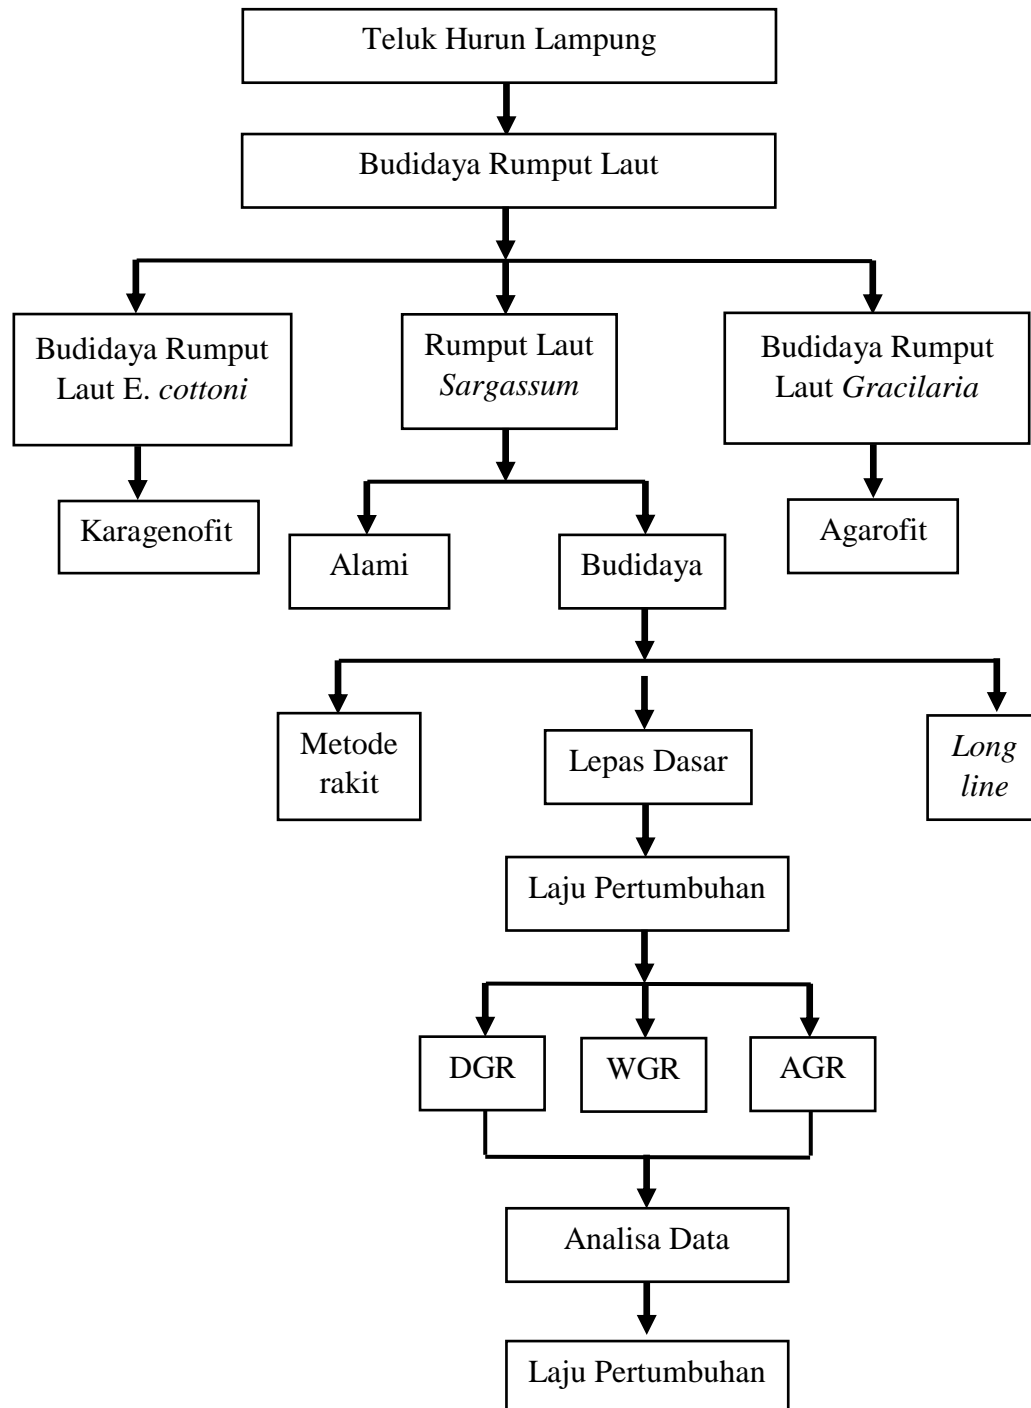 Teluk Hurun Lampung
Budidaya Rumput Laut
Budidaya Rumput
Laut E. cottoni
Rumput Laut
Sargassum
Budidaya Rumput
Laut Gracilaria
Karagenofit
Alami
Budidaya
Agarofit
Metode
rakit
Lepas Dasar
Long
line
Laju Pertumbuhan
DGR
WGR
AGR
Analisa Data
Laju Pertumbuhan